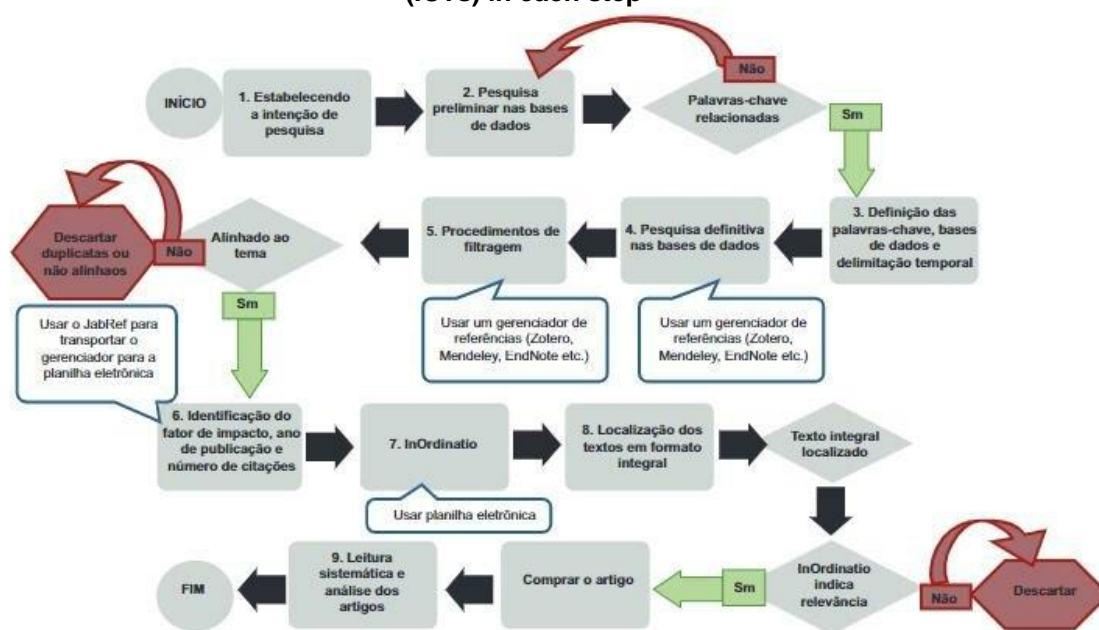 (ICTs) in each step
INÍCIO
1. Estabelecendo
a intenção de
pesquisa
2. Pesquisa
preliminar nas bases
de dados
Não
Palavras-chave
relacionadas
Sm
3. Definição das
palavras-chave, bases
de dados e
delimitação temporal
4. Pesquisa definitiva
nas bases de dados
5. Procedimentos de
filtragem
Alinhado ao
tema
Não
Descartar
duplicatas ou
não alinhaos
Usar um gerenciador de
referências (Zotero,
Mendeley, EndNote etc.)
Usar um gerenciador de
referências (Zotero,
Mendeley, EndNote etc.)
Sm
Usar o JabRef para
transportar o
gerenciador para a
planilha eletrônica
6. Identificação do
fator de impacto, ano
de publicação e
número de citações
7. InOrdinatio
8. Localização dos
textos em formato
integral
Texto integral
localizado
Usar planilha eletrônica
InOrdinatio
indica
relevância
Não
Descartar
Sm
Comprar o artigo
9. Leitura
sistemática e
análise dos
artigos
FIM